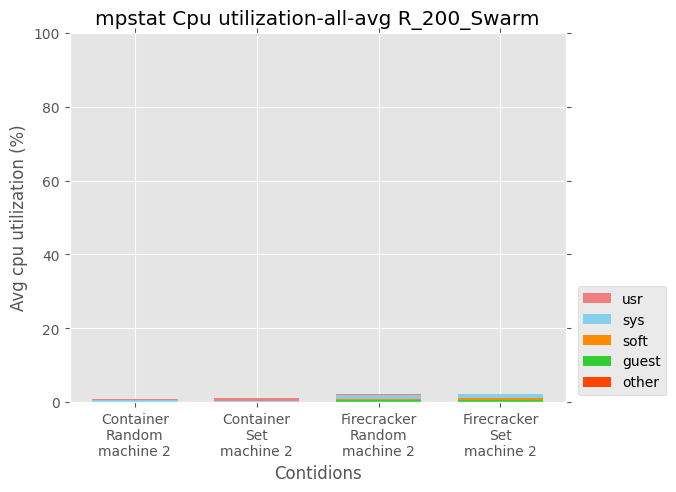 mpstat Cpu utilization-all-avg R_200_Swarm
Avg cpu utilization (%)
100
80
60
40
20
0
usr
sys
soft
guest
other
Container
Random
machine 2
Container
Set
machine 2
Firecracker
Random
machine 2
Firecracker
Set
machine 2
Contidions